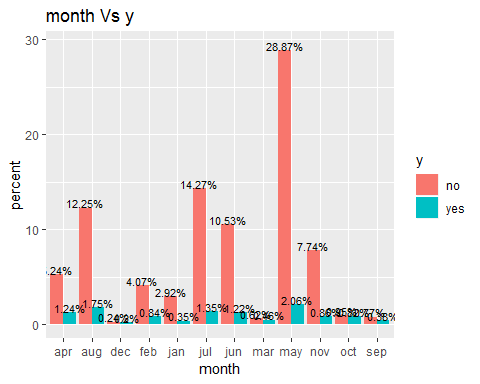 month Vs y
30
20
10
0
percent
12.25%
1.24%
1.75%
4.07%
0.84%
2.92%
0.35%
14.27%
1.35%
10.53%
1.22%
28.87%
2.06%
7.74%
apr aug dec feb jan jul jun mar may nov oct sep
month
y
no
yes